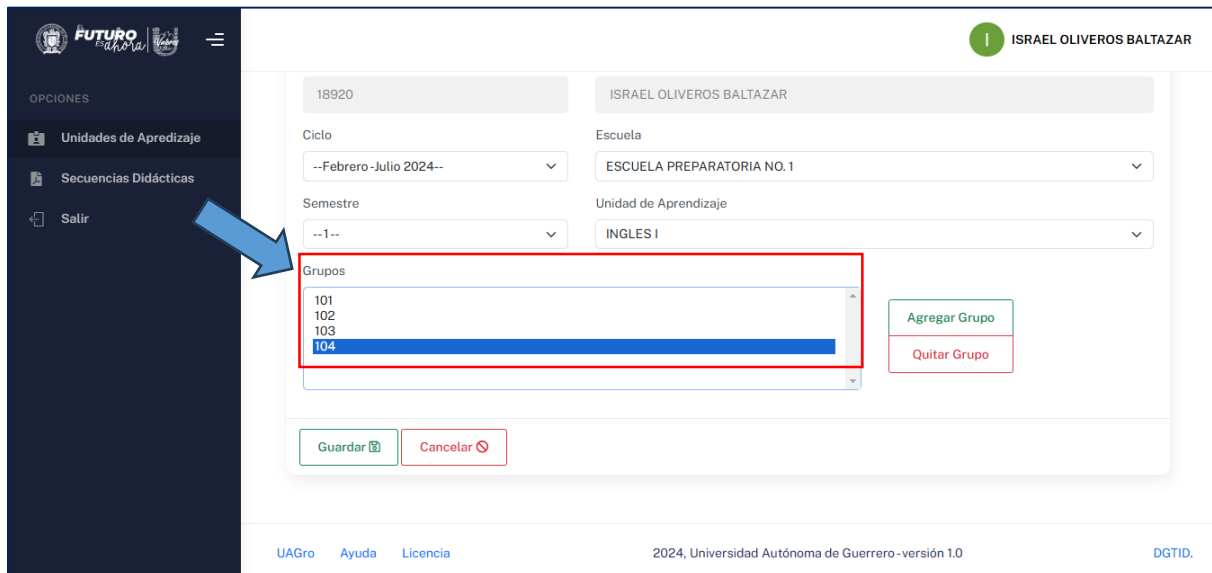 EL
FUTURO
ES ahora
ISRAEL OLIVEROS BALTAZAR
I
OPCIONES
Unidades de Apredizaje
Secuencias Didácticas
Salir
18920
ISRAEL OLIVEROS BALTAZAR
Ciclo
Escuela
--Febrero-Julio 2024--
ESCUELA PREPARATORIA NO. 1
Semestre
Unidad de Aprendizaje
--1--
INGLES I
Grupos
101
102
103
104
Agregar Grupo
Quitar Grupo
Guardar
Cancelar
UAGro
Ayuda
Licencia
2024, Universidad Autónoma de Guerrero-versión 1.0
DGTID.